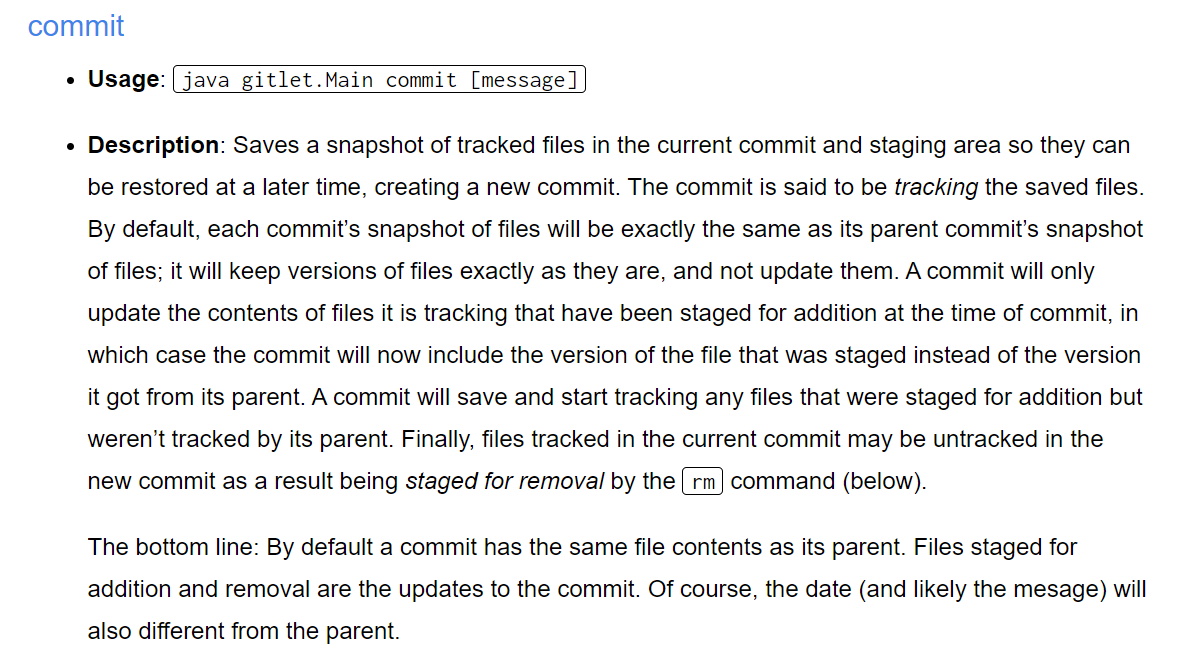 commit
• Usage: java gitlet.Main commit [message]
• Description: Saves a snapshot of tracked files in the current commit and staging area so they can
be restored at a later time, creating a new commit. The commit is said to be tracking the saved files.
By default, each commit’s snapshot of files will be exactly the same as its parent commit’s snapshot
of files; it will keep versions of files exactly as they are, and not update them. A commit will only
update the contents of files it is tracking that have been staged for addition at the time of commit, in
which case the commit will now include the version of the file that was staged instead of the version
it got from its parent. A commit will save and start tracking any files that were staged for addition but
weren’t tracked by its parent. Finally, files tracked in the current commit may be untracked in the
new commit as a result being staged for removal by the rm command (below).
The bottom line: By default a commit has the same file contents as its parent. Files staged for
addition and removal are the updates to the commit. Of course, the date (and likely the mesage) will
also different from the parent.